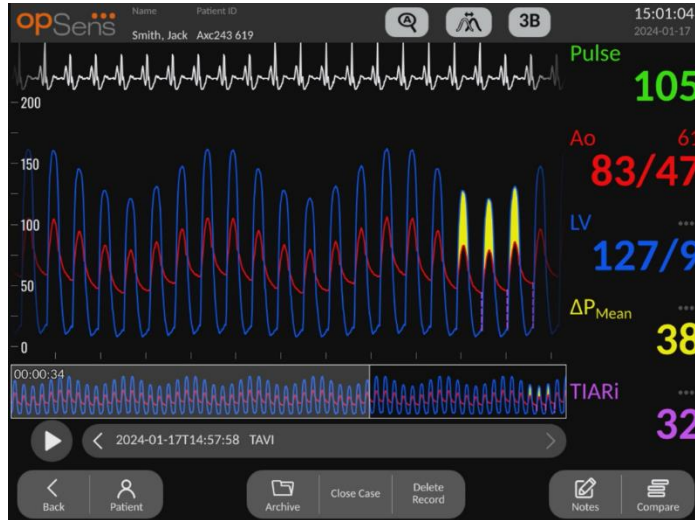 opSens
Name Patient ID
Smith, Jack Axc243 619
3B
15:01:04
2024-01-17
Pulse
105
200
150
100
50
0
Ao 61
83/47
LV ---
127/9
ΔPMean ---
38
TIARi ---
32
00:00:34
2024-01-17T14:57:58 TAVI
Back
Patient
Archive
Close Case
Delete
Record
Notes
Compare